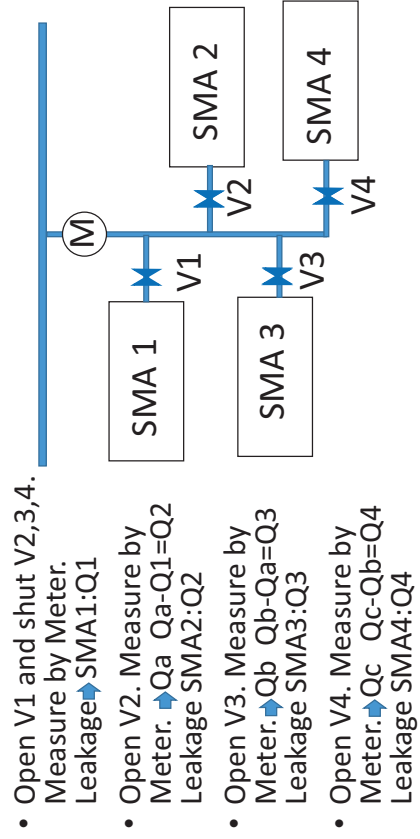 • Open V1 and shut V2,3,4.
Measure by Meter.
Leakage➡SMA1:Q1
• Open V2. Measure by
Meter. ➡Qa Qa-Q1=Q2
Leakage SMA2:Q2
• Open V3. Measure by
Meter.➡Qb Qb-Qa=Q3
Leakage SMA3:Q3
• Open V4. Measure by
Meter.➡Qc Qc-Qb=Q4
Leakage SMA4:Q4
M
SMA 1
V1
V2
SMA 2
SMA 3
V3
V4
SMA 4